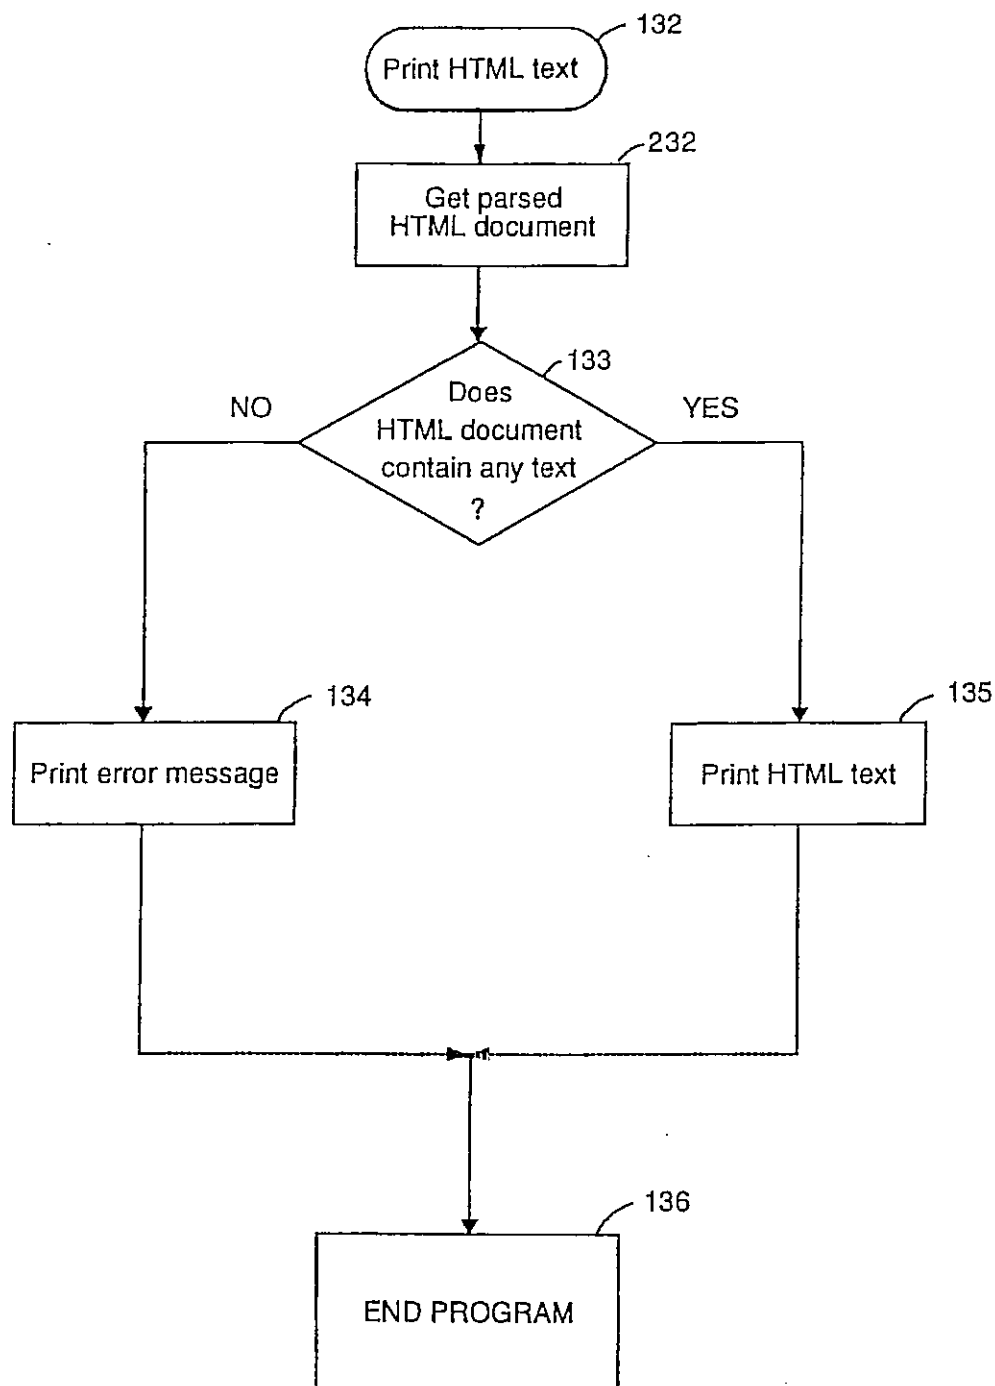 132
Print HTML text
232
Get parsed
HTML document
133
Does
HTML document
contain any text
?
NO
YES
134
Print error message
135
Print HTML text
136
END PROGRAM